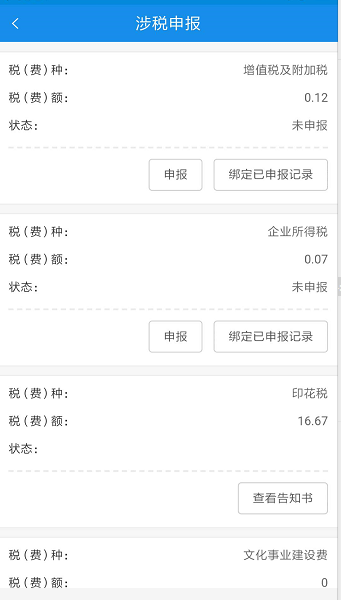 涉税申报
税(费)种: 增值税及附加税
税(费)额: 0.12
状态: 未申报
申报 绑定已申报记录
税(费)种: 企业所得税
税(费)额: 0.07
状态: 未申报
申报 绑定已申报记录
税(费)种: 印花税
税(费)额: 16.67
状态:
查看告知书
税(费)种: 文化事业建设费
税(费)额: 0